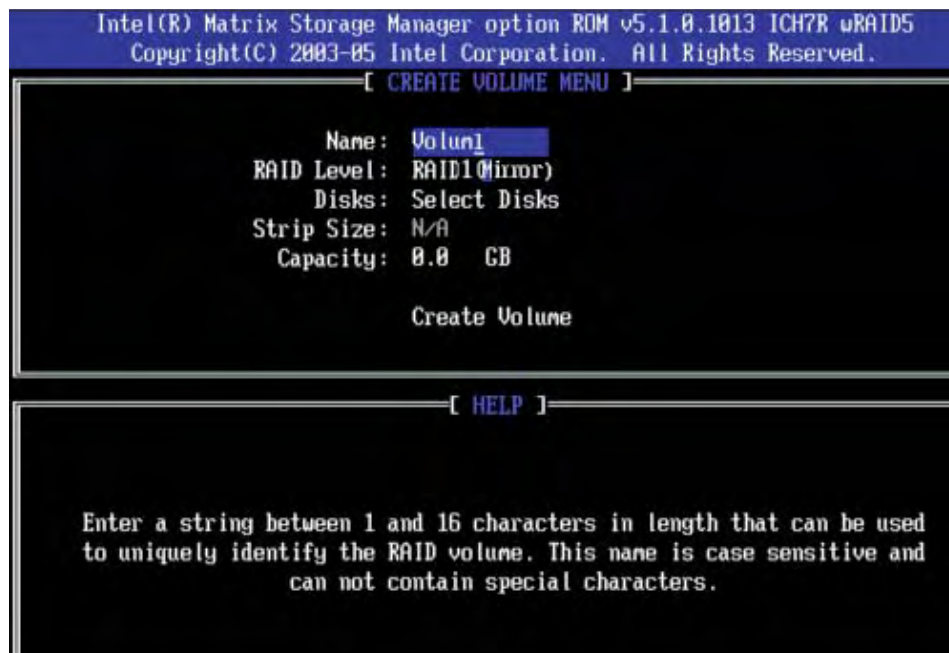 Intel(R) Matrix Storage Manager option ROM v5.1.0.1013 ICH7R wRAID5
Copyright(C) 2003-05 Intel Corporation. All Rights Reserved.
[ CREATE VOLUME MENU ]
Name: Volum1
RAID Level: RAID1(Mirror)
Disks: Select Disks
Strip Size: N/A
Capacity: 0.0 GB
Create Volume
[ HELP ]
Enter a string between 1 and 16 characters in length that can be used
to uniquely identify the RAID volume. This name is case sensitive and
can not contain special characters.